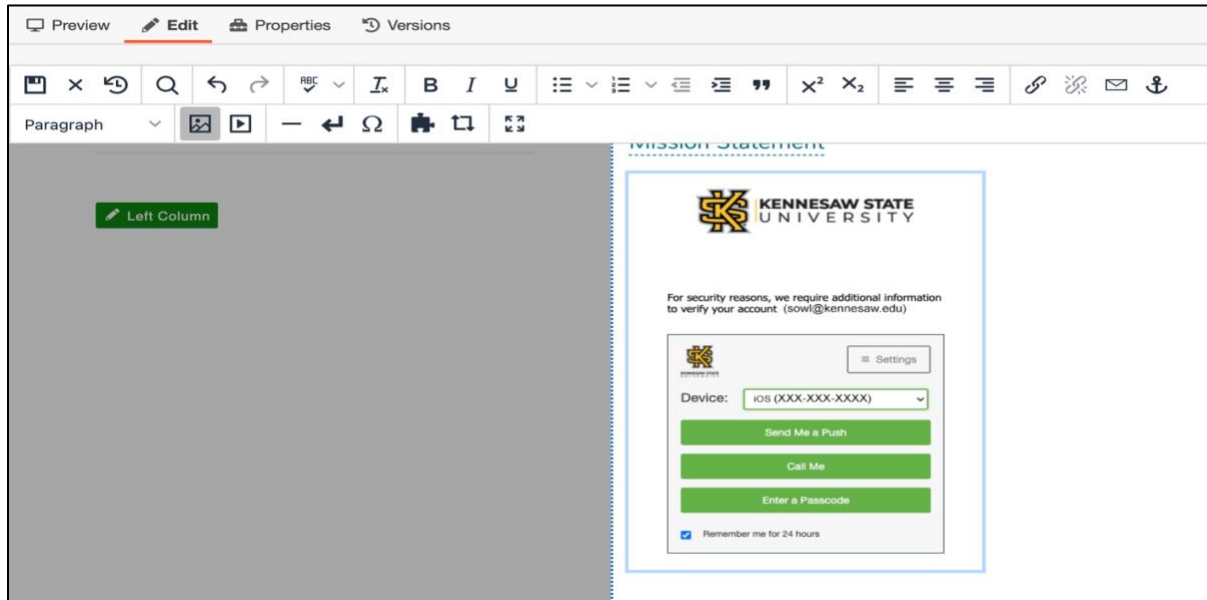 Preview Edit Properties Versions
ABC
Paragraph
Mission Statement
Left Column
KENNESAW STATE
UNIVERSITY
For security reasons, we require additional information
to verify your account (sowl@kennesaw.edu)
Settings
Device: iOS (XXX-XXX-XXXX)
Send Me a Push
Call Me
Enter a Passcode
Remember me for 24 hours